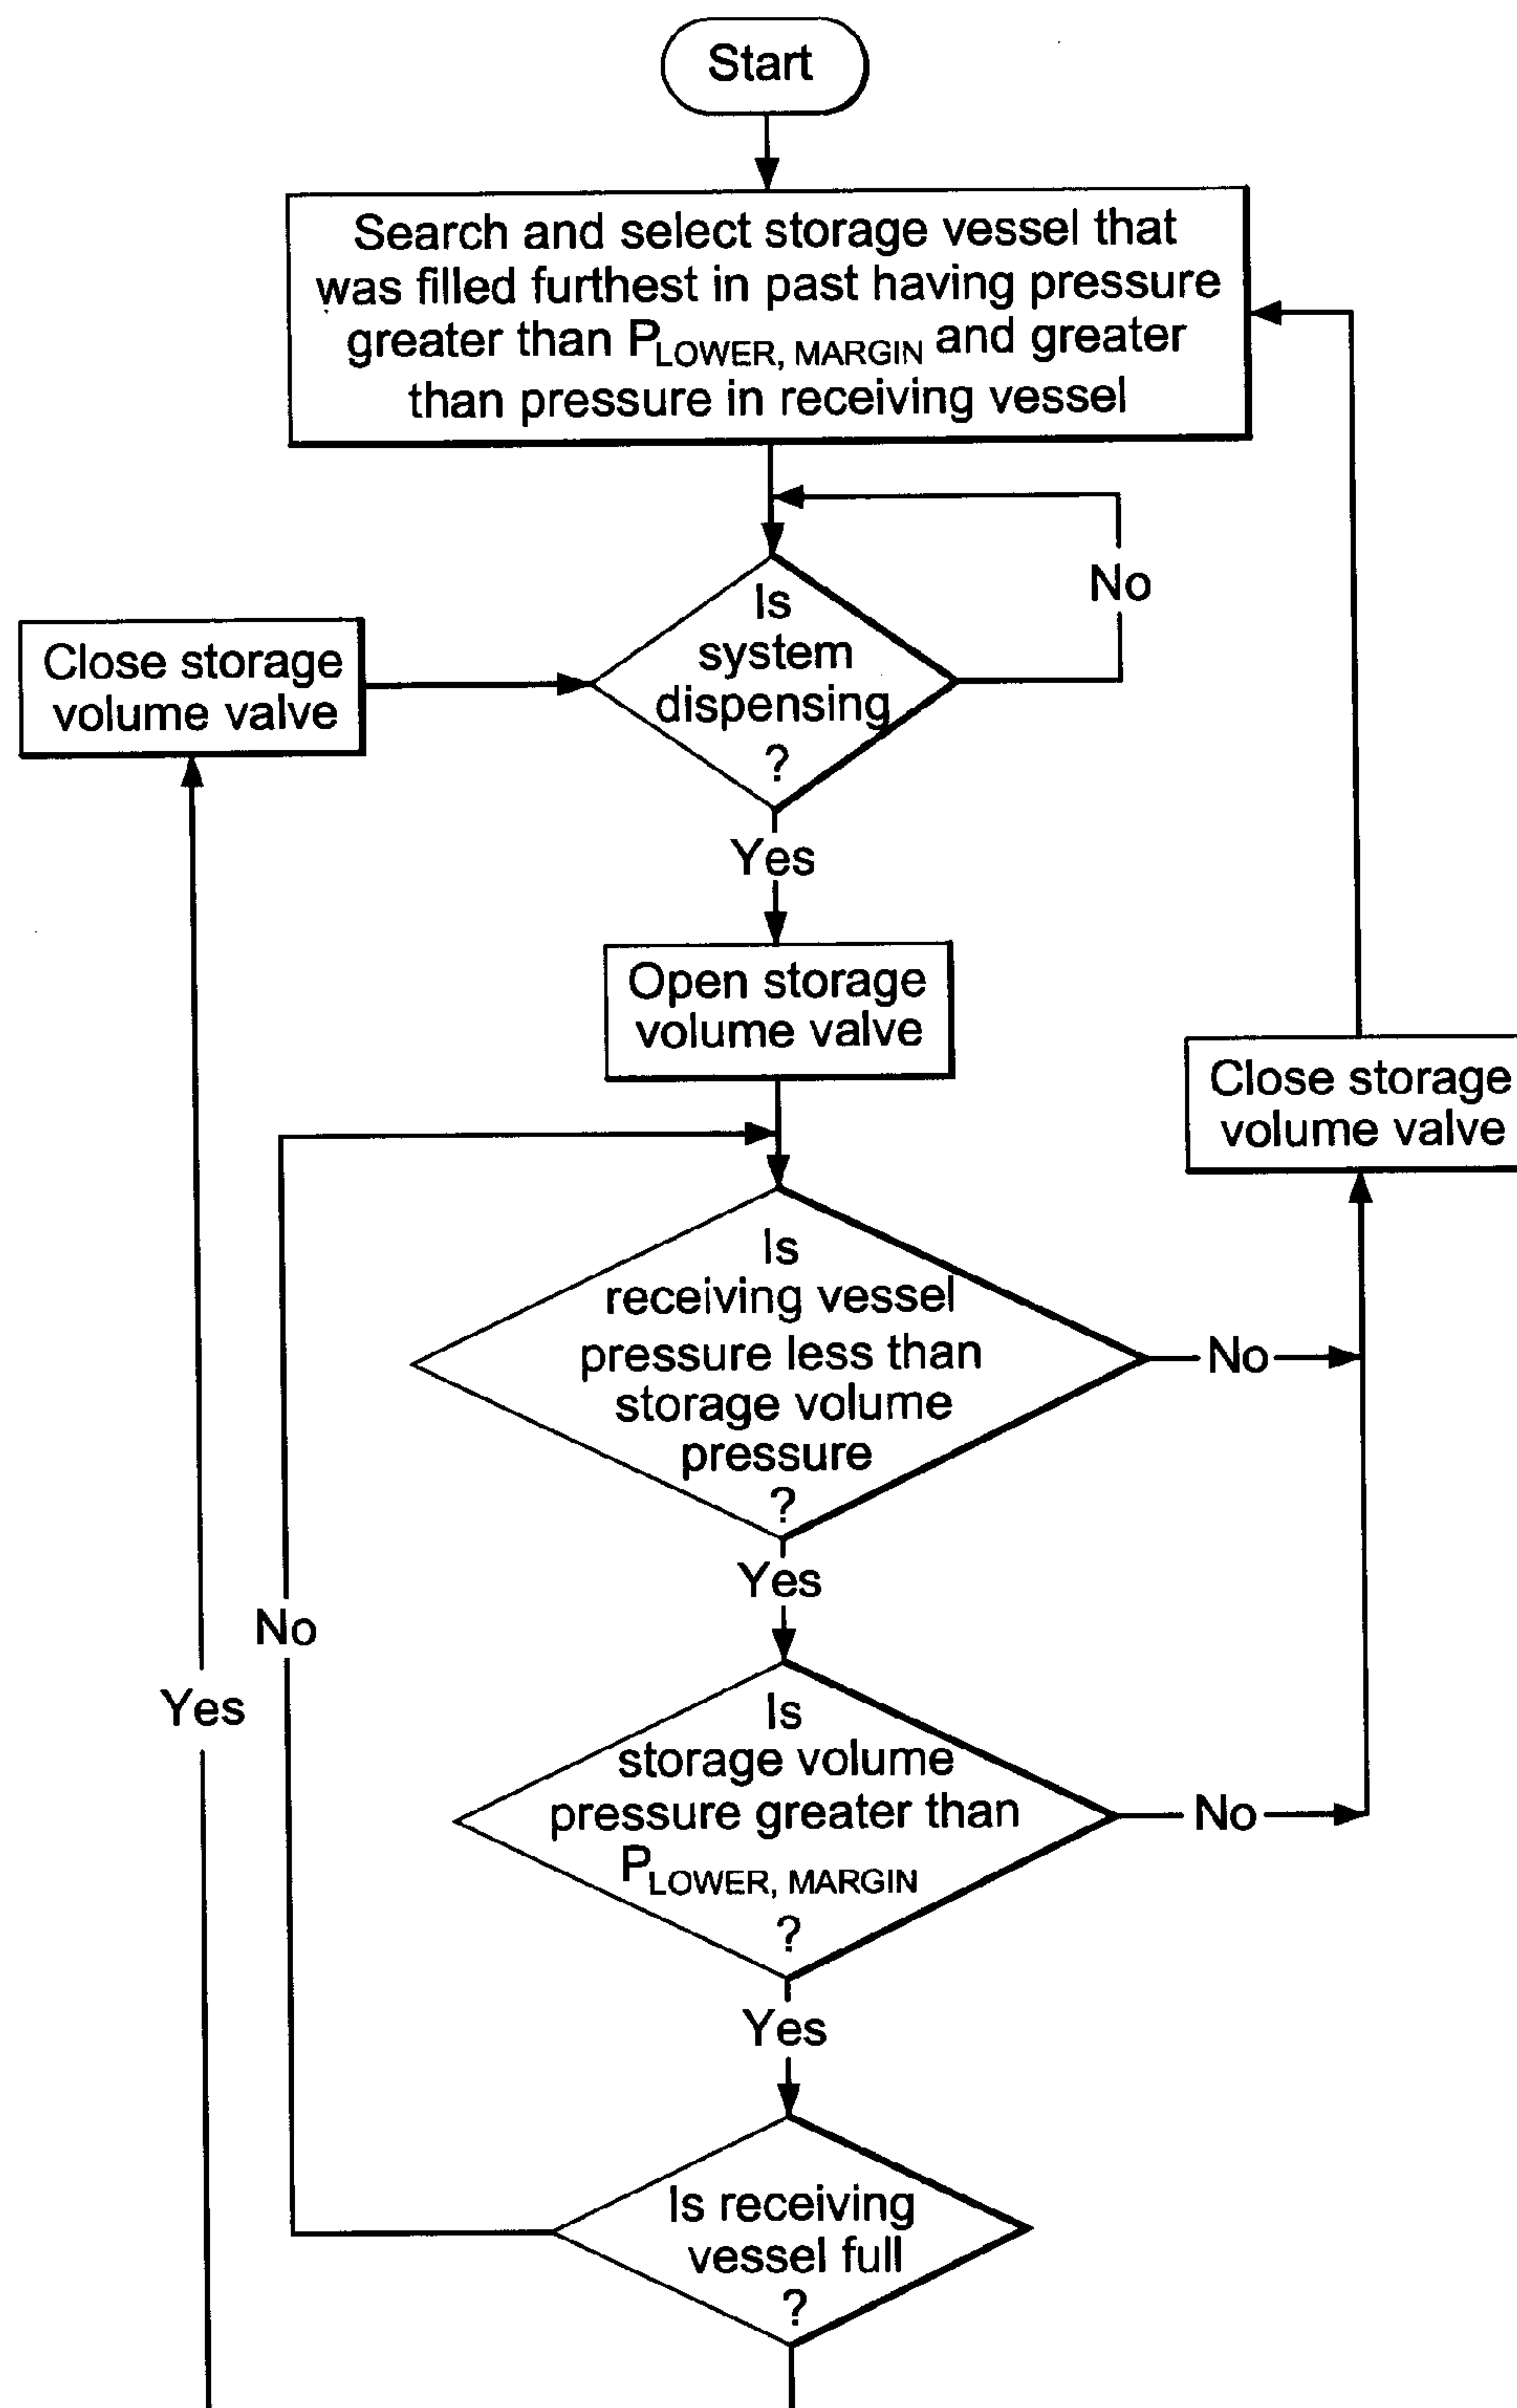 Start
Search and select storage vessel that
was filled furthest in past having pressure
greater than PLOWER, MARGIN and greater
than pressure in receiving vessel
No
Is
system
dispensing
?
Close storage
volume valve
Yes
Open storage
volume valve
Close storage
volume valve
Is
receiving vessel
pressure less than
storage volume
pressure
?
No
Yes
No
Yes
Is
storage volume
pressure greater than
PLOWER, MARGIN
?
No
Yes
Is receiving
vessel full
?